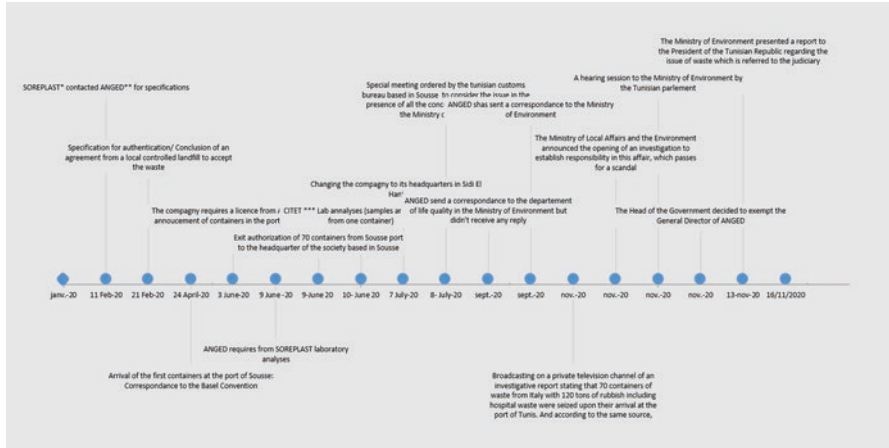 The Ministry of Environment presented a report to
the President of the Tunisian Republic regarding the
issue of waste which is referred to the judiciary
SOREPLAST* contacted ANGED** for specifications
Special meeting ordered by the tunisian customs
bureau based in Sousse to consider the issue in the
presence of all the conc
the Ministry
A hearing session to the Ministry of Environment by
the Tunisian parlement
ANGED shas sent a correspondance to the Ministry
of Environment
Specification for authentication/ Conclusion of an
agreement from a local controlled landfill to accept
the waste
The Ministry of Local Affairs and the Environment
announced the opening of an investigation to
establish responsibility in this affair, which passes
for a scandal
Changing the compagny to its headquarters in Sidi El
Han
The compagny requires a licence from
annoucement of containers in the port
CITET *** Lab annalyses (samples ar
from one container)
ANGED send a correspondance to the departement
of life quality in the Ministry of Environment but
didn't receive any reply
The Head of the Government decided to exempt the
General Director of ANGED
Exit authorization of 70 containers from Sousse port
to the headquarter of the society based in Sousse
janv.-20 11 Feb-20 21 Feb-20 24 April-20 3 June-20 9 June-20 9-June-20 10- June 20 7 July-20 8- July-20 sept.-20 sept.-20 nov.-20 nov.-20 nov.-20 nov.-20 13-nov-20 16/11/2020
ANGED requires from SOREPLAST laboratory
analyses
Arrival of the first containers at the port of Sousse:
Correspondance to the Basel Convention
Broadcasting on a private television channel of an
investigative report stating that 70 containers of
waste from Italy with 120 tons of rubbish including
hospital waste were seized upon their arrival at the
port of Tunis. And according to the same source,